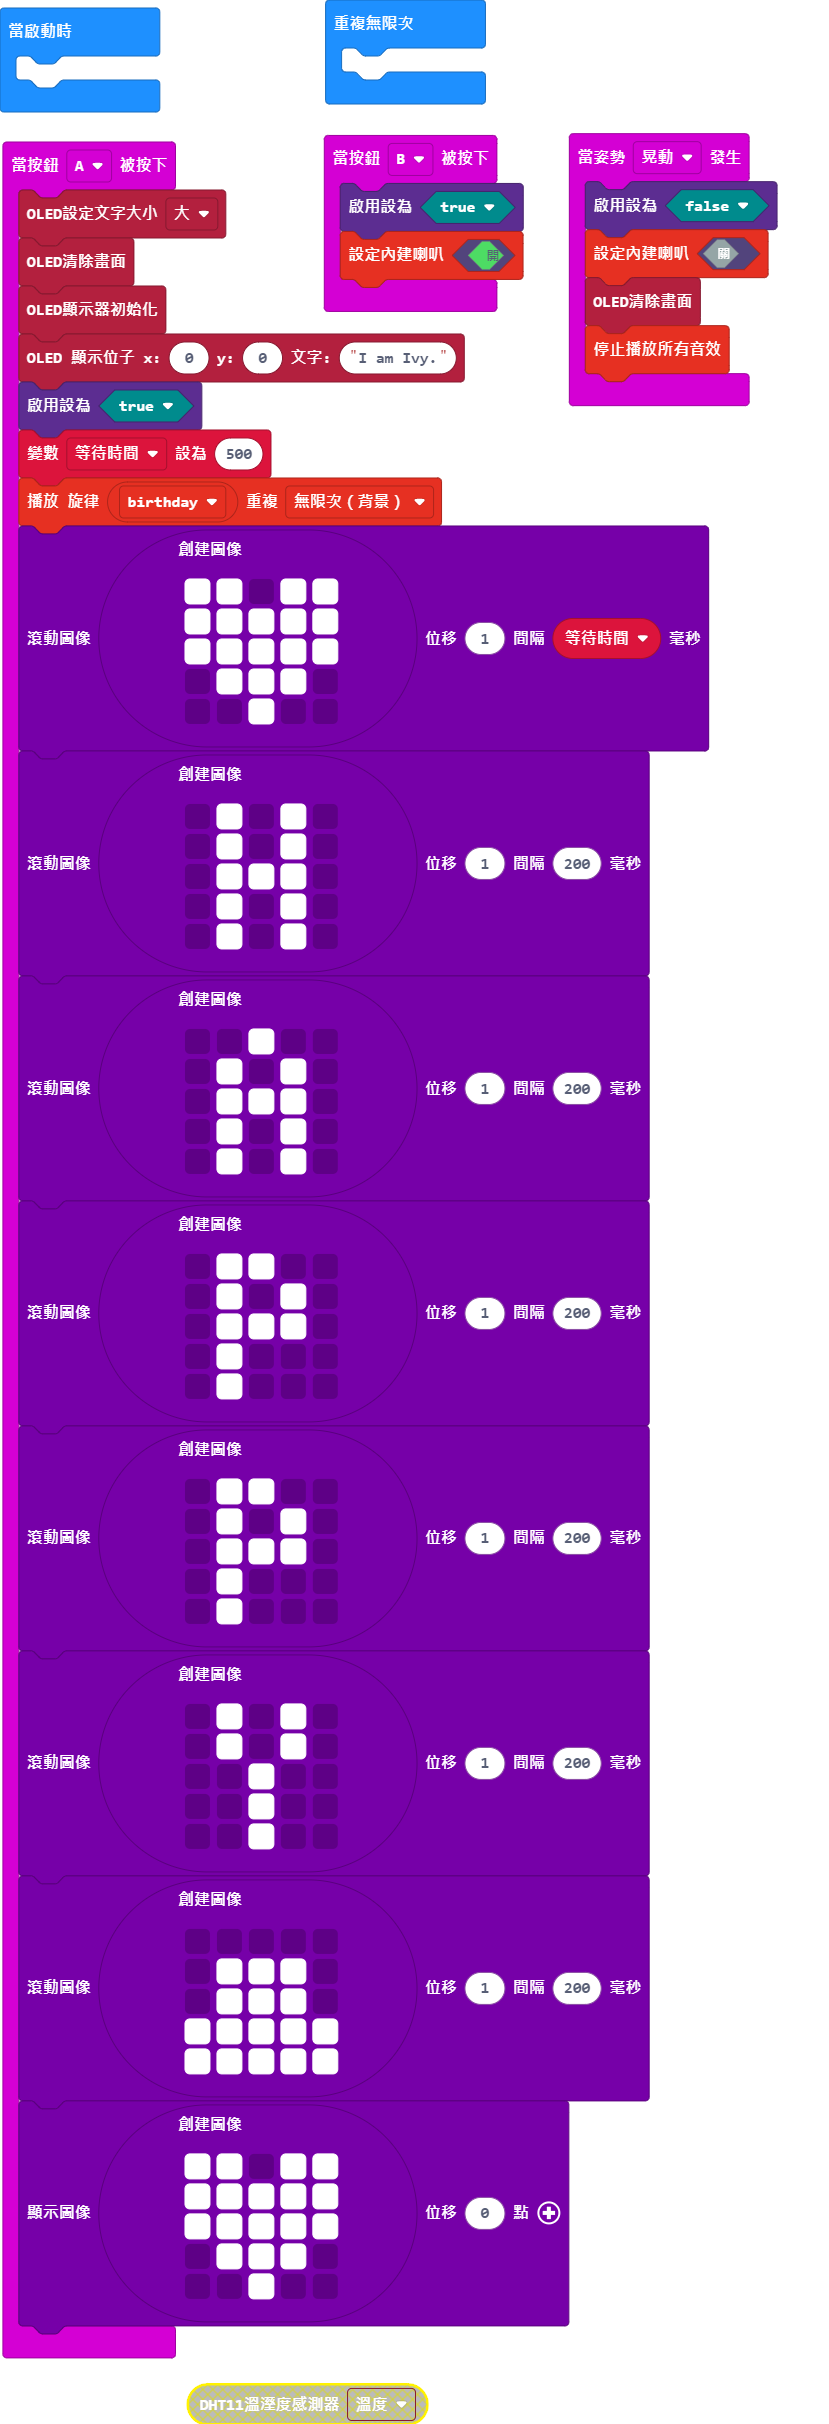 當啟動時
重複無限次
當按鈕 A 被按下
OLED設定文字大小 大
OLED清除畫面
OLED顯示器初始化
OLED 顯示位子 x: 0 y: 0 文字: "I am Ivy."
啟用設為 true
變數 等待時間 設為 500
播放 旋律 birthday 重複 無限次(背景)
創建圖像
滾動圖像 位移 1 間隔 等待時間 毫秒
創建圖像
滾動圖像 位移 1 間隔 200 毫秒
創建圖像
滾動圖像 位移 1 間隔 200 毫秒
創建圖像
滾動圖像 位移 1 間隔 200 毫秒
創建圖像
滾動圖像 位移 1 間隔 200 毫秒
創建圖像
滾動圖像 位移 1 間隔 200 毫秒
創建圖像
滾動圖像 位移 1 間隔 200 毫秒
創建圖像
顯示圖像 位移 0 點
當按鈕 B 被按下
啟用設為 true
設定內建喇叭 開
當姿勢 晃動 發生
啟用設為 false
設定內建喇叭 關
OLED清除畫面
停止播放所有音效
DHT11溫溼度感測器 溫度